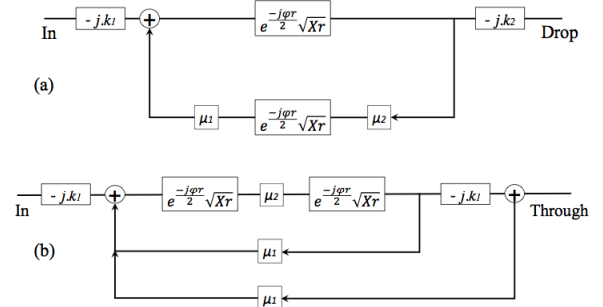 - j.k1 + e^{-jφr/2}√Xr - j.k2
In Drop
(a)
μ1 e^{-jφr/2}√Xr μ2
- j.k1 + e^{-jφr/2}√Xr μ2 e^{-jφr/2}√Xr - j.k1 +
In Through
(b) μ1
μ1